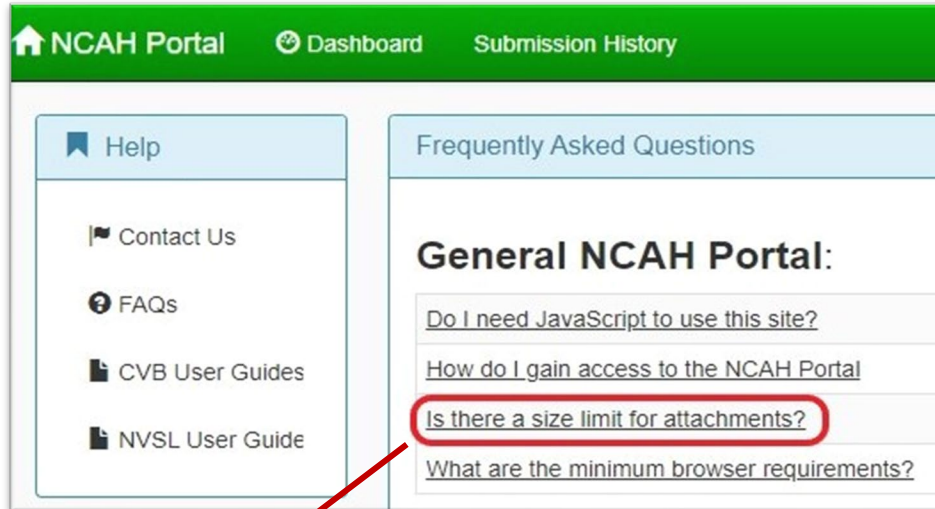 NCAH Portal Dashboard Submission History
Help
Contact Us
FAQs
CVB User Guides
NVSL User Guide
Frequently Asked Questions
General NCAH Portal:
Do I need JavaScript to use this site?
How do I gain access to the NCAH Portal
Is there a size limit for attachments?
What are the minimum browser requirements?